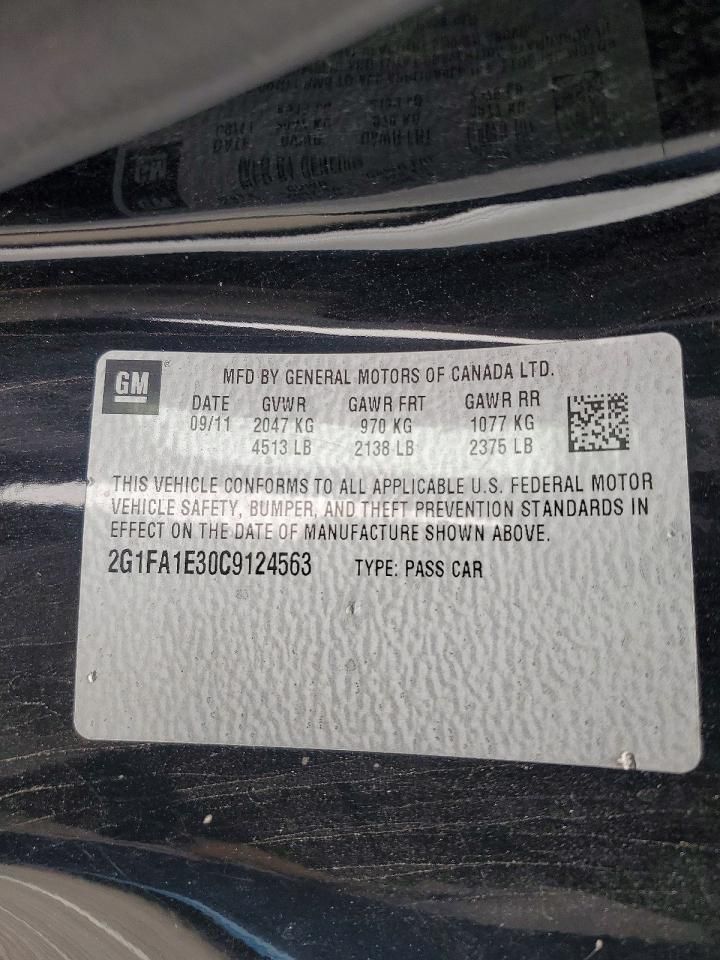 GM
MFD BY GENERAL MOTORS OF CANADA LTD.
DATE GVWR GAWR FRT GAWR RR
09/11 2047 KG 970 KG 1077 KG
4513 LB 2138 LB 2375 LB
THIS VEHICLE CONFORMS TO ALL APPLICABLE U.S. FEDERAL MOTOR
VEHICLE SAFETY, BUMPER, AND THEFT PREVENTION STANDARDS IN
EFFECT ON THE DATE OF MANUFACTURE SHOWN ABOVE.
2G1FA1E30C9124563 TYPE: PASS CAR